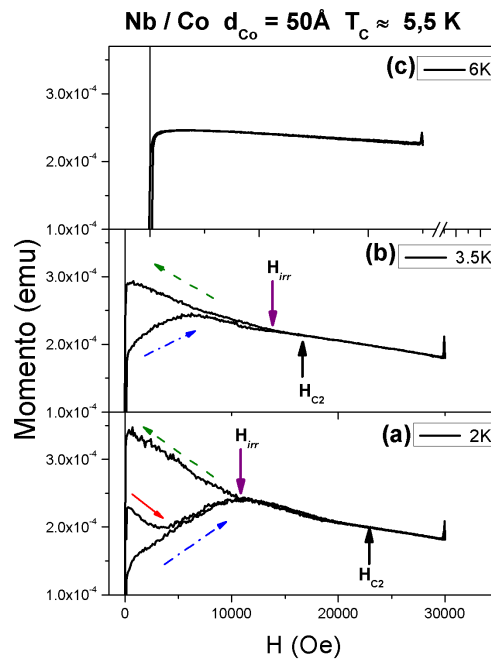 Nb / Co d_Co = 50Å T_C ≈ 5,5 K
(c)
6K
3.0x10⁻⁴
2.0x10⁻⁴
1.0x10⁻⁴
(b)
3.5K
H_irr
3.0x10⁻⁴
2.0x10⁻⁴
H_C2
1.0x10⁻⁴
(a)
2K
H_irr
3.0x10⁻⁴
2.0x10⁻⁴
H_C2
1.0x10⁻⁴
Momento (emu)
0 10000 20000 30000
H (Oe)